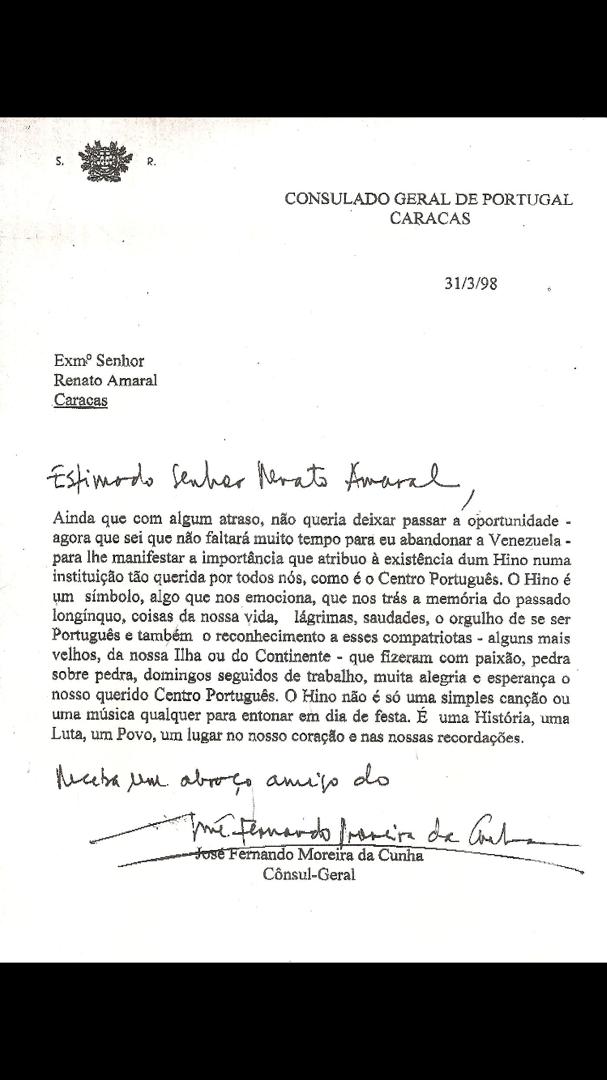 S. R.
CONSULADO GERAL DE PORTUGAL
CARACAS
31/3/98
Exmº Senhor
Renato Amaral
Caracas
Estimado Senhor Renato Amaral,
Ainda que com algum atraso, não queria deixar passar a oportunidade -
agora que sei que não faltará muito tempo para eu abandonar a Venezuela -
para lhe manifestar a importância que atribuo à existência dum Hino numa
instituição tão querida por todos nós, como é o Centro Português. O Hino é
um símbolo, algo que nos emociona, que nos trás a memória do passado
longínquo, coisas da nossa vida, lágrimas, saudades, o orgulho de se ser
Português e também o reconhecimento a esses compatriotas - alguns mais
velhos, da nossa Ilha ou do Continente - que fizeram com paixão, pedra
sobre pedra, domingos seguidos de trabalho, muita alegria e esperança o
nosso querido Centro Português. O Hino não é só uma simples canção ou
uma música qualquer para entonar em dia de festa. É uma História, uma
Luta, um Povo, um lugar no nosso coração e nas nossas recordações.
Receba um abraço amigo do
José Fernando Moreira da Cunha
José Fernando Moreira da Cunha
Cônsul-Geral